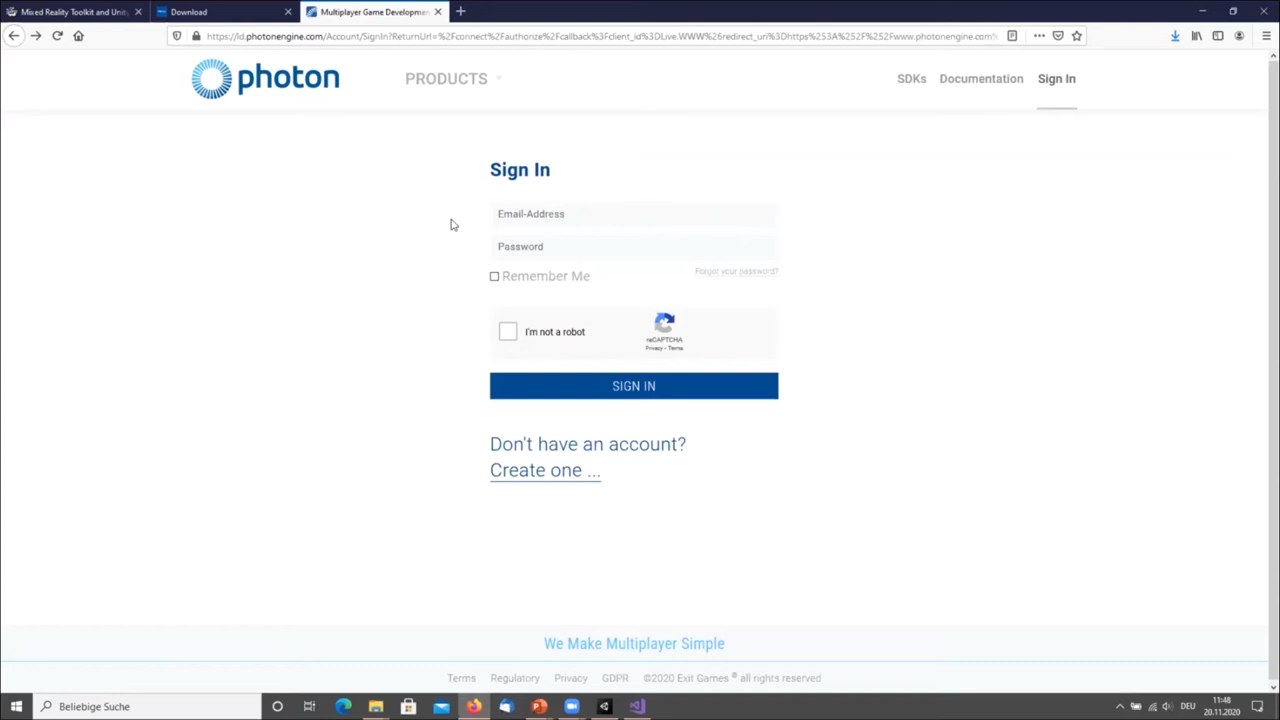 Mixed Reality Toolkit and Unit
Download
Multiplayer Game Developmen
https://id.photonengine.com/Account/SignIn?ReturnUrl=%2Fconnect%2Fauthorize%2Fcallback%3Fclient_id%3DLive.WWW%26redirect_uri%3Dhttps%253A%252F%252Fwww.photonengine.com%
photon
PRODUCTS
SDKs
Documentation
Sign In
Sign In
Email-Address
Password
Remember Me
Forgot your password?
I'm not a robot
reCAPTCHA
Privacy - Terms
SIGN IN
Don't have an account?
Create one ...
We Make Multiplayer Simple
Terms
Regulatory
Privacy
GDPR
©2020 Exit Games ® all rights reserved
Beliebige Suche
DEU
11:48
20.11.2020